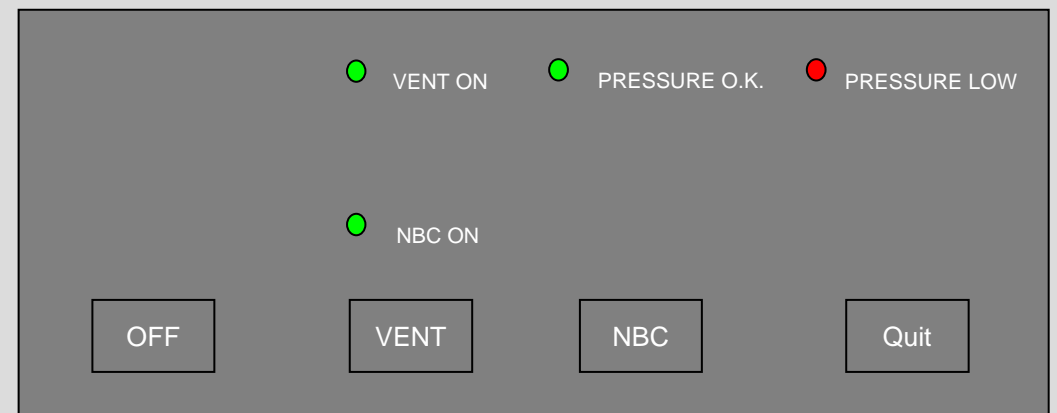 VENT ON
PRESSURE O.K.
PRESSURE LOW
NBC ON
OFF
VENT
NBC
Quit